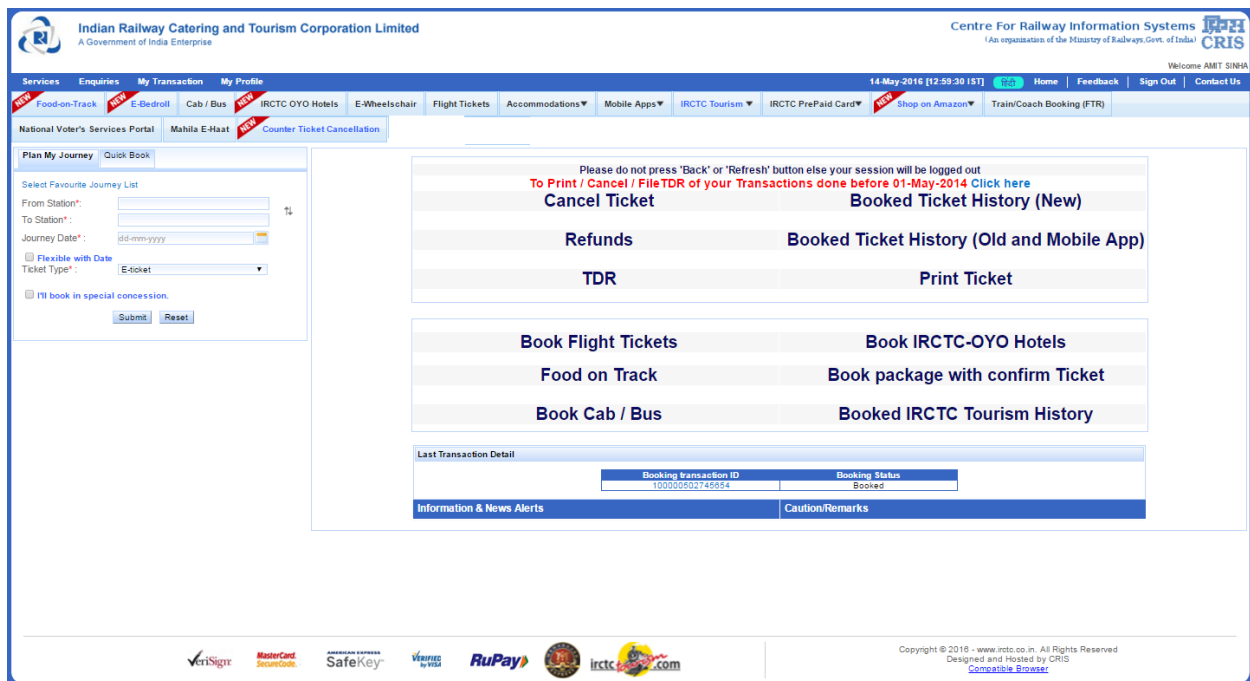 Indian Railway Catering and Tourism Corporation Limited
A Government of India Enterprise
Centre For Railway Information Systems
(An organisation of the Ministry of Railways,Govt. of India)
CRIS
Welcome AMIT SINHA
Services Enquiries My Transaction My Profile
14-May-2016 [12:59:30 IST] हिंदी Home | Feedback | Sign Out | Contact Us
NEW Food-on-Track NEW E-Bedroll Cab / Bus NEW IRCTC OYO Hotels E-Wheelschair Flight Tickets Accommodations▼ Mobile Apps▼ IRCTC Tourism ▼ IRCTC PrePaid Card▼ NEW Shop on Amazon▼ Train/Coach Booking (FTR)
National Voter's Services Portal Mahila E-Haat NEW Counter Ticket Cancellation
Plan My Journey Quick Book
Select Favourite Journey List
From Station*:
To Station* :
Journey Date* : dd-mm-yyyy
Flexible with Date
Ticket Type* : E-ticket ▼
I'll book in special concession.
Submit Reset
Please do not press 'Back' or 'Refresh' button else your session will be logged out
To Print / Cancel / FileTDR of your Transactions done before 01-May-2014 Click here
Cancel Ticket Booked Ticket History (New)
Refunds Booked Ticket History (Old and Mobile App)
TDR Print Ticket
Book Flight Tickets Book IRCTC-OYO Hotels
Food on Track Book package with confirm Ticket
Book Cab / Bus Booked IRCTC Tourism History
Last Transaction Detail
Booking transaction ID Booking Status
100000502745654 Booked
Information & News Alerts Caution/Remarks
VeriSign
MasterCard.
SecureCode.
AMERICAN EXPRESS
SafeKey
VERIFIED
by VISA
RuPay
irctc tourism .com
Copyright © 2016 - www.irctc.co.in. All Rights Reserved
Designed and Hosted by CRIS
Compatible Browser